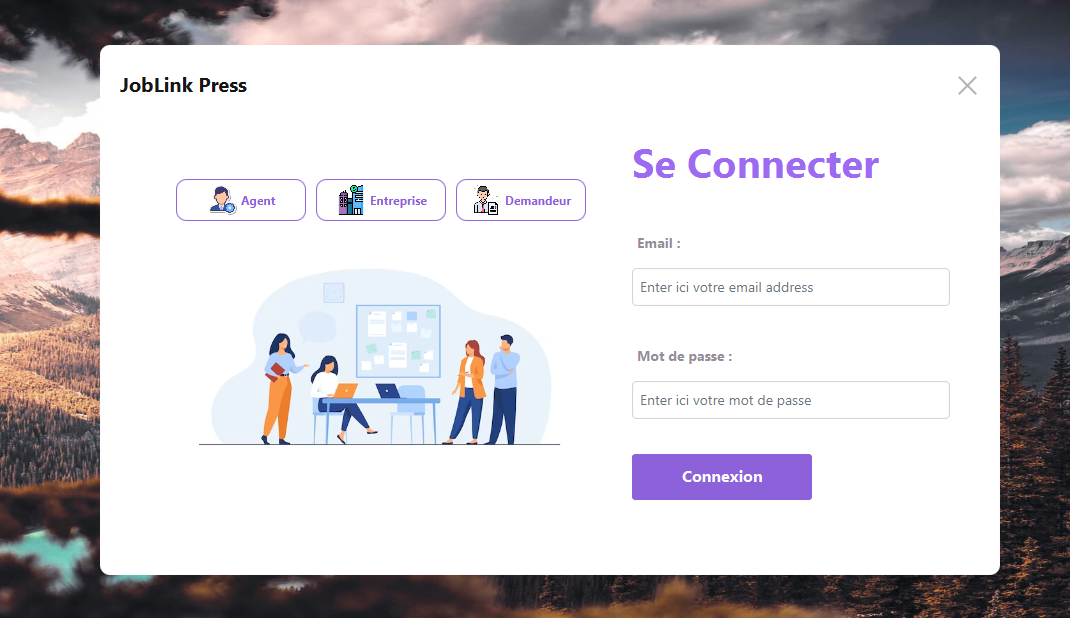 JobLink Press
Agent
Entreprise
Demandeur
Se Connecter
Email :
Enter ici votre email address
Mot de passe :
Enter ici votre mot de passe
Connexion